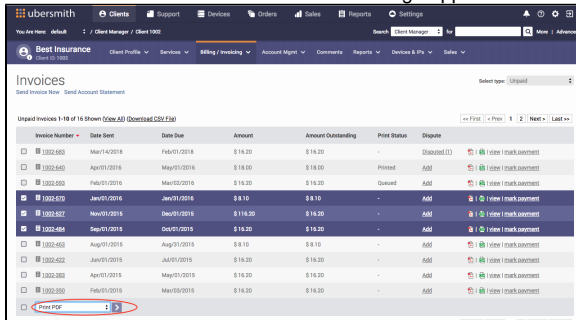 ubersmith Clients Support Devices Orders Sales Reports Settings
You Are Here: default / Client Manager / Client 1002 Search Client Manager for More | Advance
Best Insurance Client Profile Services Billing / Invoicing Account Mgmt Comments Reports Devices & IPs Sales
Client ID: 1002
Invoices
Select type: Unpaid
Send Invoice Now Send Account Statement
Unpaid Invoices 1-10 of 16 Shown (View All) (Download CSV File) << First < Prev 1 2 Next > Last >>
Invoice Number Date Sent Date Due Amount Amount Outstanding Print Status Dispute
1002-683 Mar/14/2018 Feb/01/2018 $ 16.20 $ 16.20 - Disputed (1) | | view | mark payment
1002-640 Apr/01/2016 May/01/2016 $ 18.00 $ 18.00 Printed Add | | view | mark payment
1002-593 Feb/01/2016 Mar/02/2016 $ 16.20 $ 16.20 Queued Add | | view | mark payment
1002-570 Jan/01/2016 Jan/31/2016 $ 8.10 $ 8.10 - Add | | view | mark payment
1002-527 Nov/01/2015 Dec/01/2015 $ 116.20 $ 16.20 - Add | | view | mark payment
1002-484 Sep/01/2015 Oct/01/2015 $ 16.20 $ 16.20 - Add | | view | mark payment
1002-463 Aug/01/2015 Aug/31/2015 $ 8.10 $ 8.10 - Add | | view | mark payment
1002-422 Jun/01/2015 Jul/01/2015 $ 16.20 $ 16.20 - Add | | view | mark payment
1002-383 Apr/01/2015 May/01/2015 $ 16.20 $ 16.20 - Add | | view | mark payment
1002-350 Feb/01/2015 Mar/03/2015 $ 16.20 $ 16.20 - Add | | view | mark payment
Print PDF